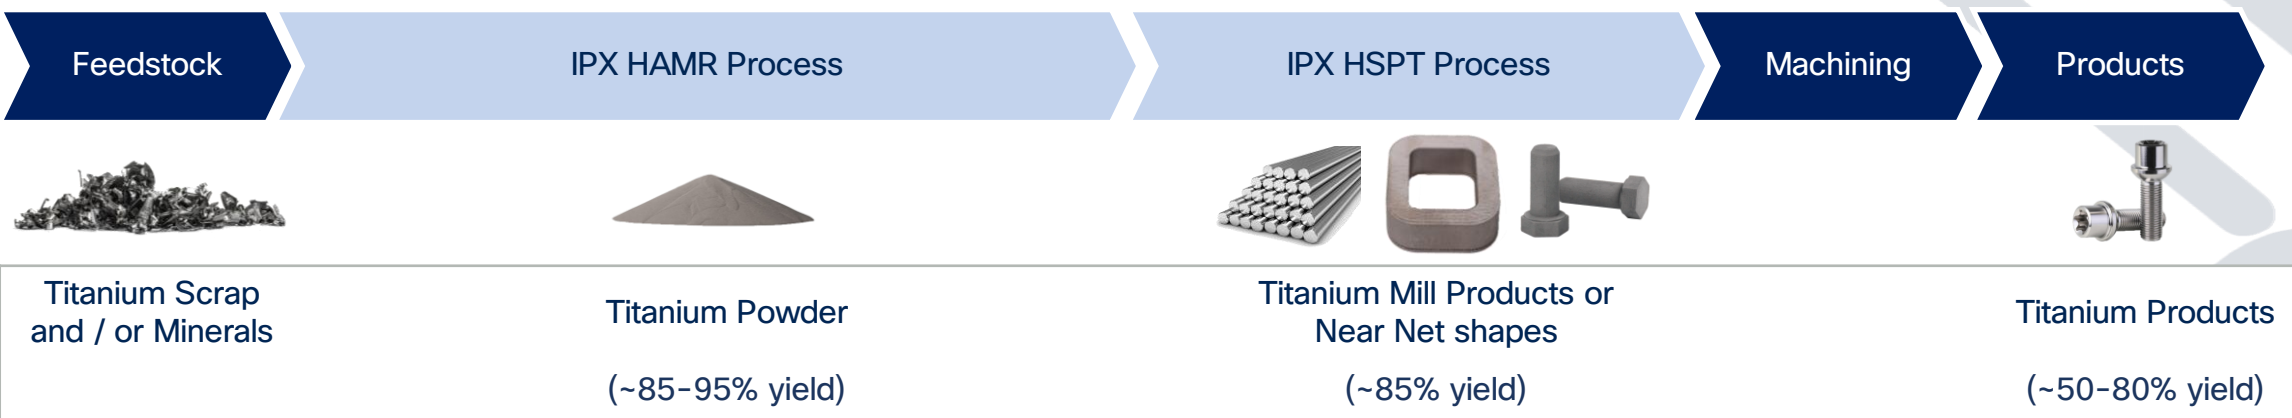 Feedstock
IPX HAMR Process
IPX HSPT Process
Machining
Products
Titanium Scrap
and / or Minerals
Titanium Powder
(~85-95% yield)
Titanium Mill Products or
Near Net shapes
(~85% yield)
Titanium Products
(~50-80% yield)